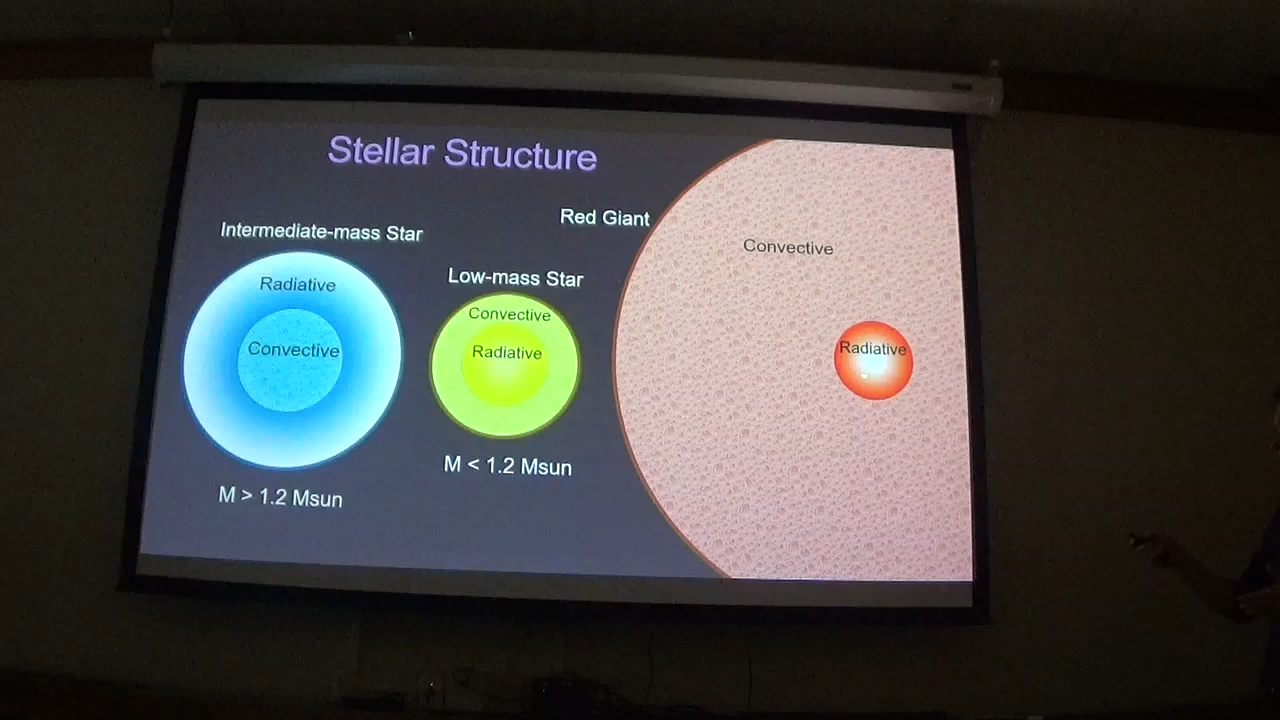 Stellar Structure
Red Giant
Intermediate-mass Star
Low-mass Star
Radiative
Convective
Convective
Radiative
Convective
Radiative
M > 1.2 Msun
M < 1.2 Msun